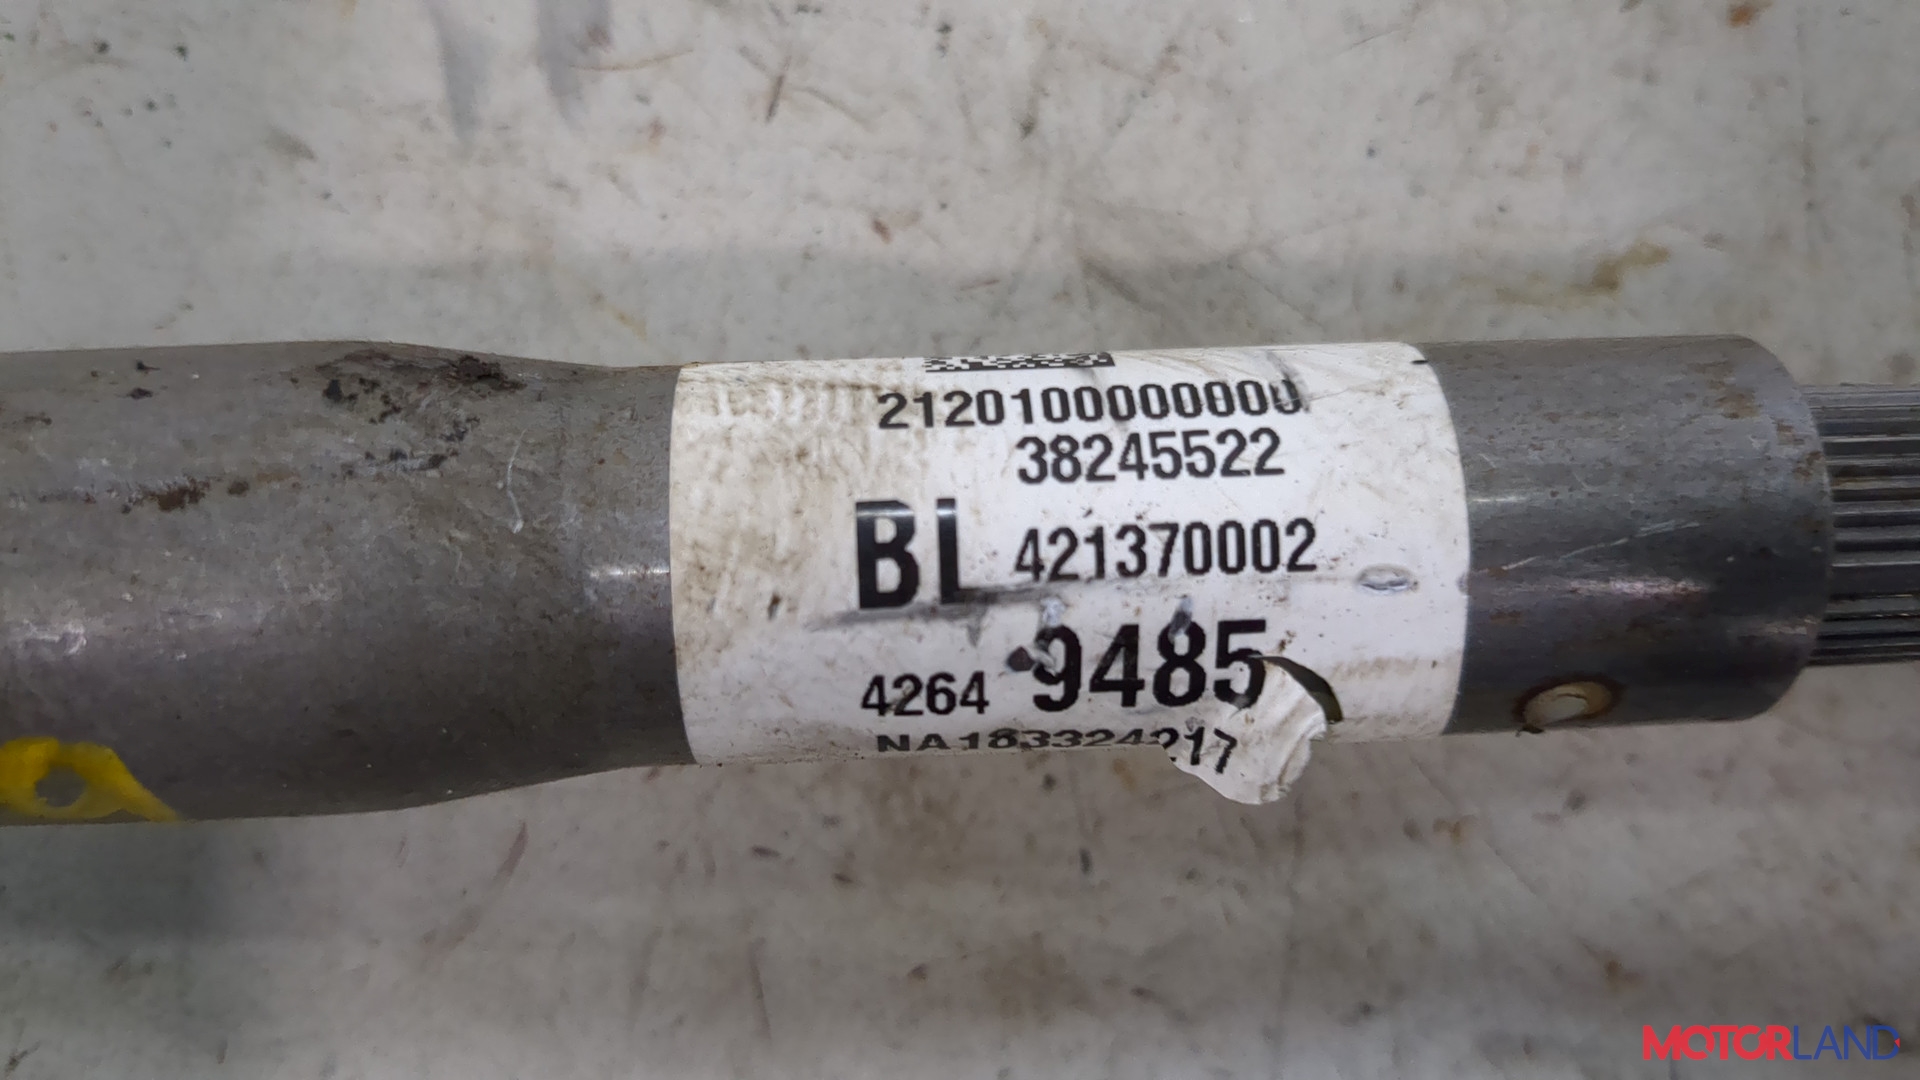 2120100000000
38245522
BL 421370002
4264 9485
NA183324217
MOTORLAND